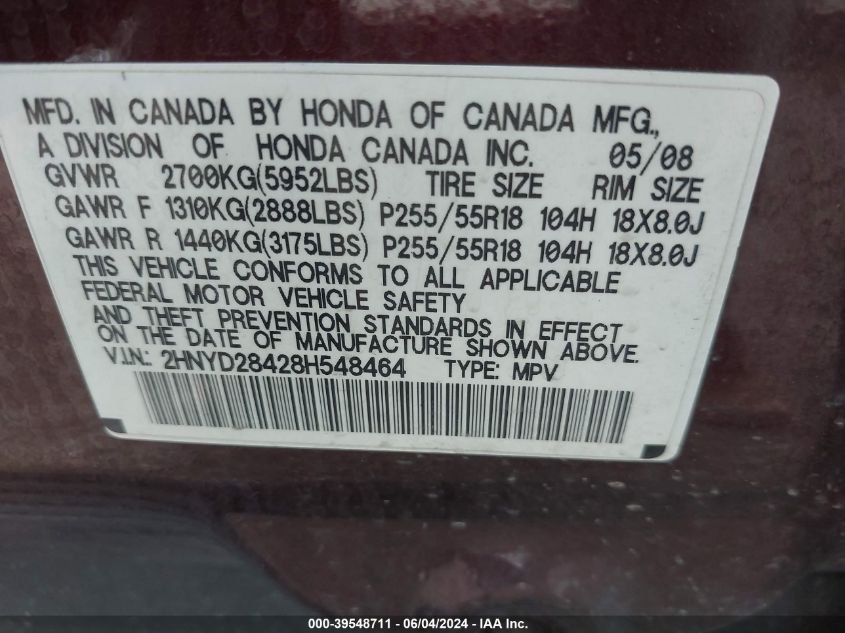 MFD. IN CANADA BY HONDA OF CANADA MFG.,
A DIVISION OF HONDA CANADA INC. 05/08
GVWR 2700KG(5952LBS) TIRE SIZE RIM SIZE
GAWR F 1310KG(2888LBS) P255/55R18 104H 18X8.0J
GAWR R 1440KG(3175LBS) P255/55R18 104H 18X8.0J
THIS VEHICLE CONFORMS TO ALL APPLICABLE
FEDERAL MOTOR VEHICLE SAFETY
AND THEFT PREVENTION STANDARDS IN EFFECT
ON THE DATE OF MANUFACTURE SHOWN ABOVE.
V.I.N.: 2HNYD28428H548464 TYPE: MPV
000-39548711 - 06/04/2024 - IAA Inc.